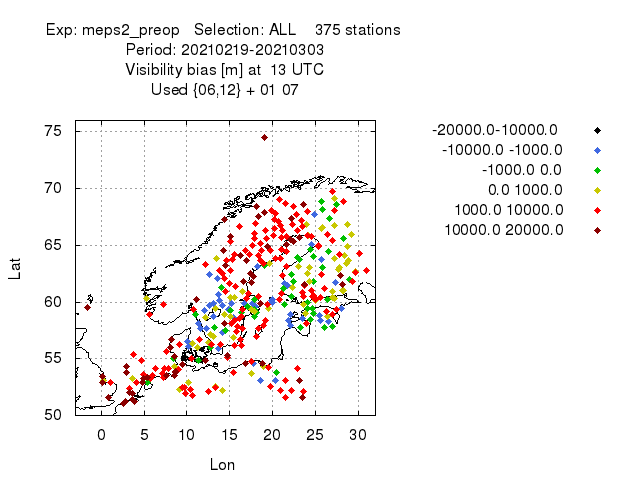 Exp: meps2_preop   Selection: ALL    375 stations
Period: 20210219-20210303
Visibility bias [m] at  13 UTC
Used {06,12} + 01 07
-20000.0-10000.0
-10000.0 -1000.0
-1000.0 0.0
0.0 1000.0
1000.0 10000.0
10000.0 20000.0
75
70
65
60
55
50
Lat
0 5 10 15 20 25 30
Lon